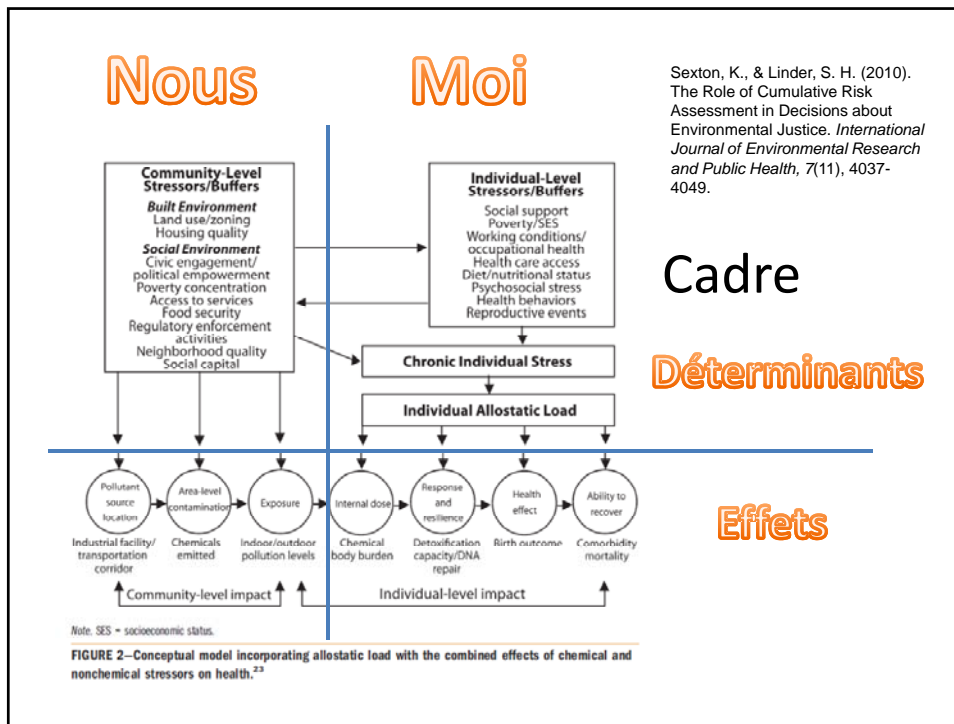 Nous
Moi
Sexton, K., & Linder, S. H. (2010).
The Role of Cumulative Risk
Assessment in Decisions about
Environmental Justice. International
Journal of Environmental Research
and Public Health, 7(11), 4037-
4049.
Community-Level
Stressors/Buffers
Built Environment
Land use/zoning
Housing quality
Social Environment
Civic engagement/
political empowerment
Poverty concentration
Access to services
Food security
Regulatory enforcement
activities
Neighborhood quality
Social capital
Individual-Level
Stressors/Buffers
Social support
Poverty/SES
Working conditions/
occupational health
Health care access
Diet/nutritional status
Psychosocial stress
Health behaviors
Reproductive events
Cadre
Chronic Individual Stress
Déterminants
Individual Allostatic Load
Pollutant
source
location
Area-level
contamination
Exposure
Internal dose
Response
and
resilience
Health
effect
Ability to
recover
Effets
Industrial facility/
transportation
corridor
Chemicals
emitted
Indoor/outdoor
pollution levels
Chemical
body burden
Detoxification
capacity/DNA
repair
Birth outcome
Comorbidity
mortality
Community-level impact
Individual-level impact
Note. SES = socioeconomic status.
FIGURE 2—Conceptual model incorporating allostatic load with the combined effects of chemical and
nonchemical stressors on health.23